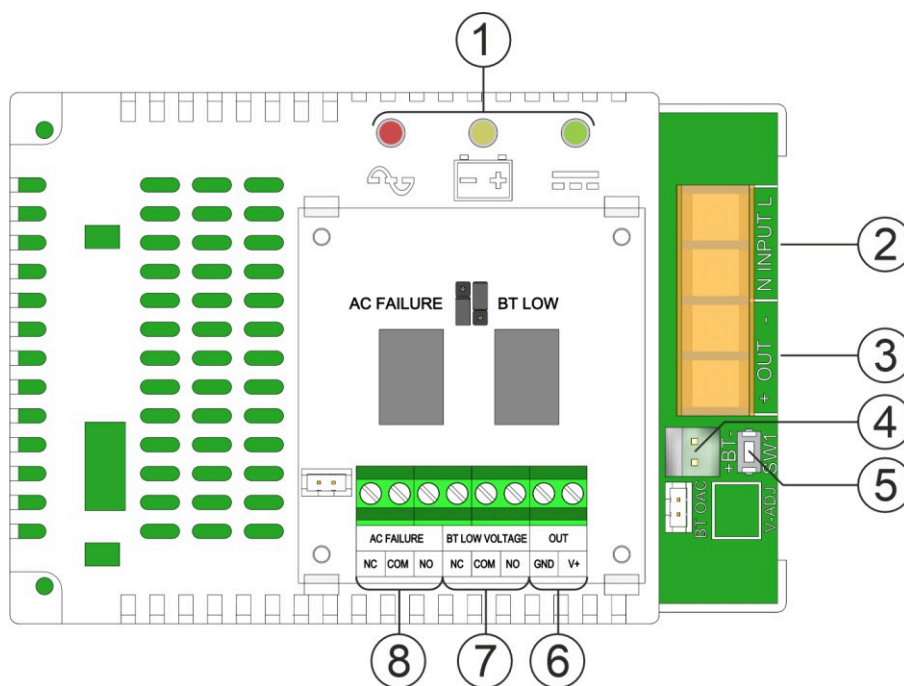 1
2
3
4
5
6
7
8
N INPUT L
+ OUT -
+BT-
SW1
BT OAC
V-ADJ
AC FAILURE BT LOW
AC FAILURE BT LOW VOLTAGE OUT
NC COM NO NC COM NO GND V+